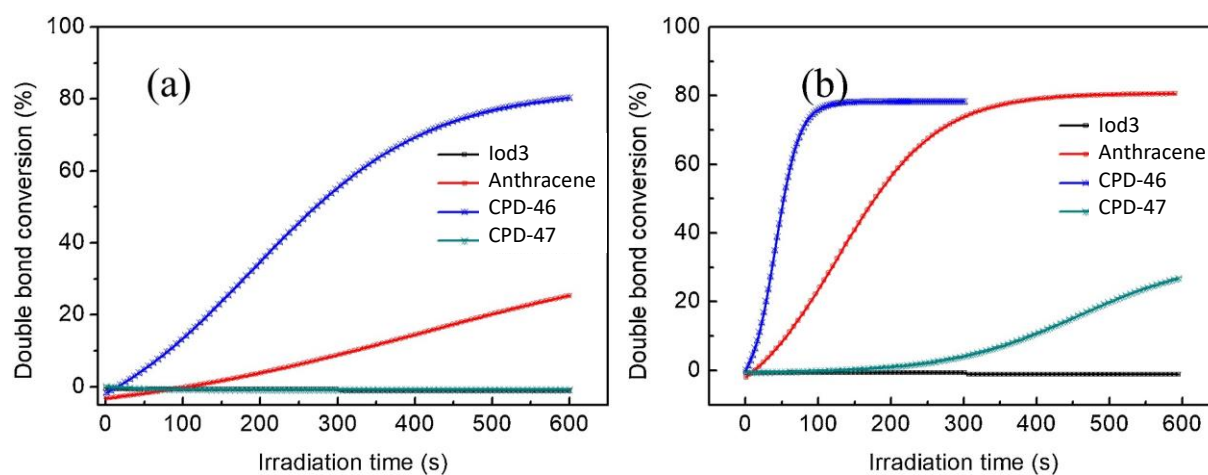 (a)
Double bond conversion (%)
100
80
60
40
20
0
Iod3
Anthracene
CPD-46
CPD-47
0 100 200 300 400 500 600
Irradiation time (s)
(b)
Double bond conversion (%)
100
80
60
40
20
0
Iod3
Anthracene
CPD-46
CPD-47
0 100 200 300 400 500 600
Irradiation time (s)